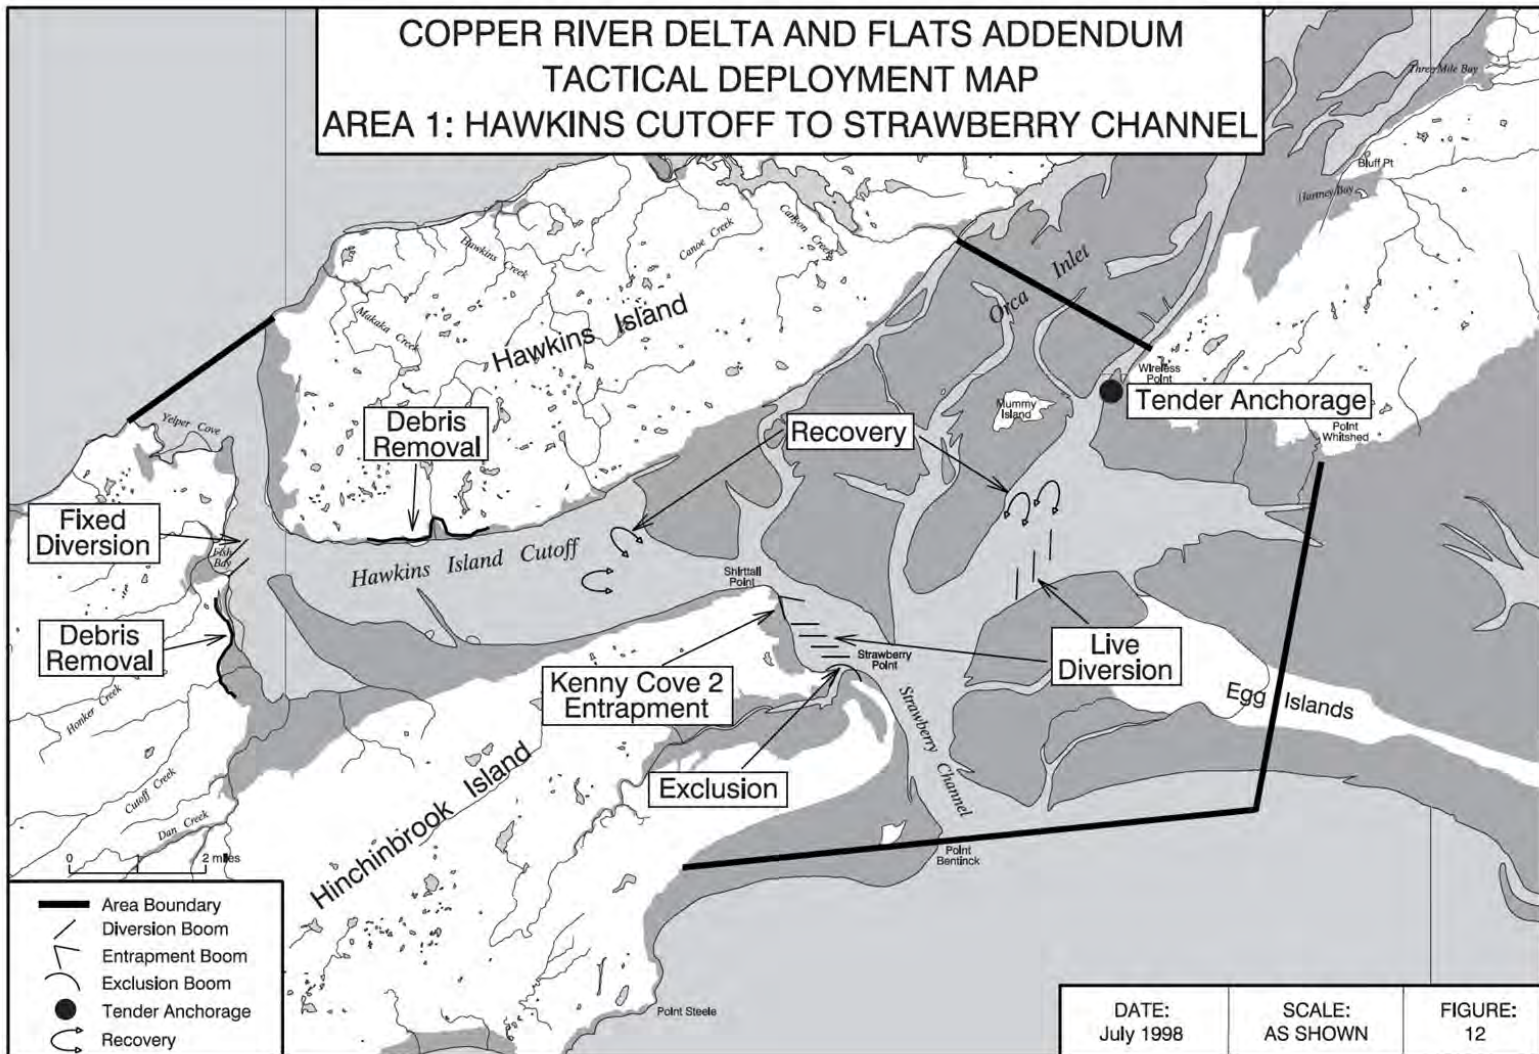 COPPER RIVER DELTA AND FLATS ADDENDUM
TACTICAL DEPLOYMENT MAP
AREA 1: HAWKINS CUTOFF TO STRAWBERRY CHANNEL
Three Mile Bay
Bluff Pt
Hartney Bay
Canyon Creek
Canoe Creek
Hawkins Creek
Makaka Creek
Hawkins Island
Orca Inlet
Wireless
Point
Tender Anchorage
Mummy
Island
Point
Whitshed
Yelper Cove
Debris
Removal
Recovery
Fixed
Diversion
Fish
Bay
Hawkins Island Cutoff
Shirttail
Point
Debris
Removal
Strawberry
Point
Live
Diversion
Kenny Cove 2
Entrapment
Egg Islands
Honker Creek
Strawberry Channel
Exclusion
Hinchinbrook Island
Cutoff Creek
Dan Creek
0 1 2 miles
Point
Bentinck
Area Boundary
Diversion Boom
Entrapment Boom
Exclusion Boom
Tender Anchorage
Recovery
Point Steele
DATE:
July 1998
SCALE:
AS SHOWN
FIGURE:
12